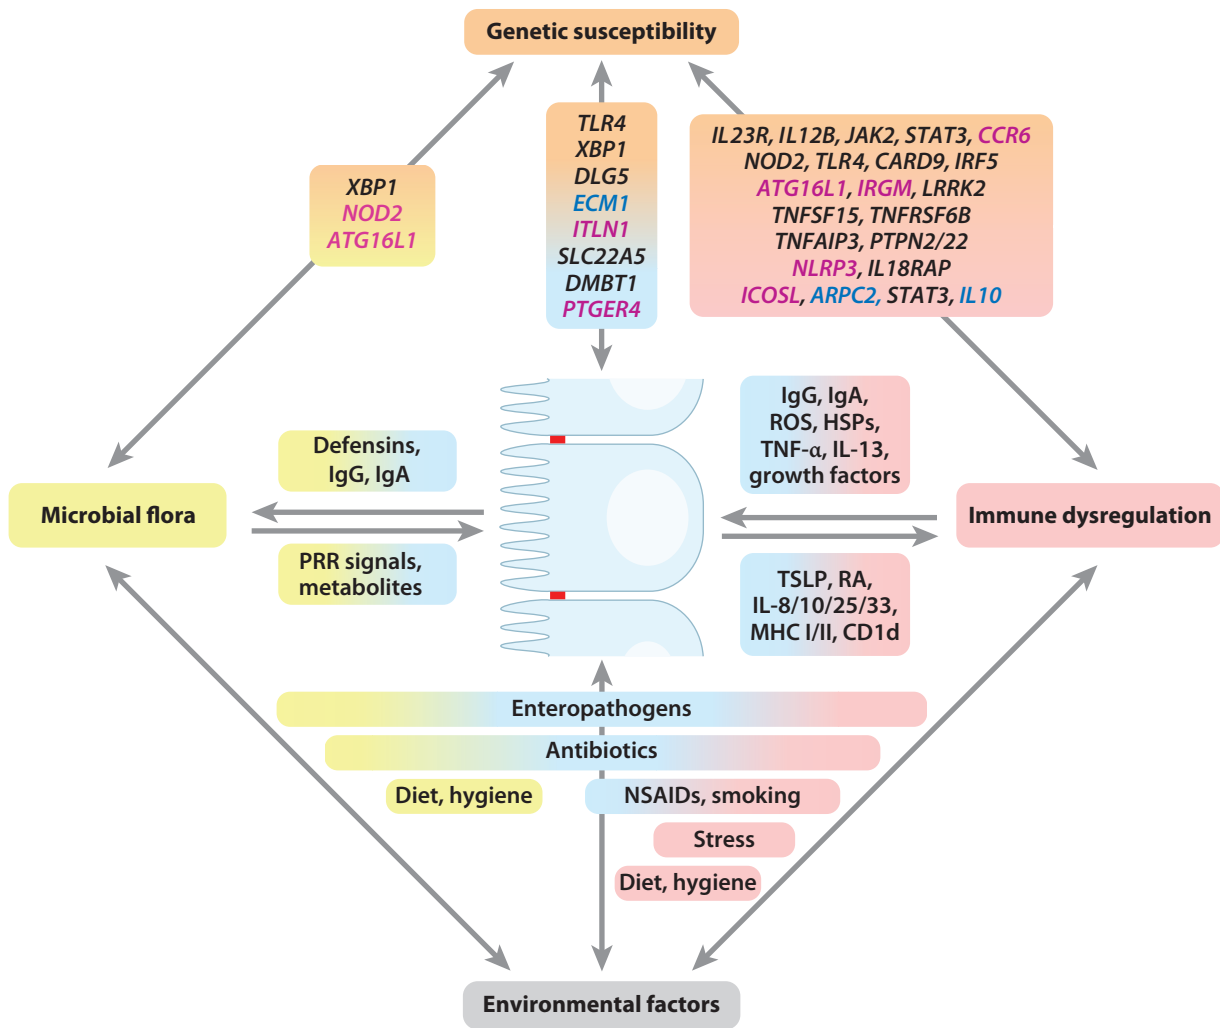 Genetic susceptibility
XBP1
NOD2
ATG16L1
TLR4
XBP1
DLG5
ECM1
ITLN1
SLC22A5
DMBT1
PTGER4
IL23R, IL12B, JAK2, STAT3, CCR6
NOD2, TLR4, CARD9, IRF5
ATG16L1, IRGM, LRRK2
TNFSF15, TNFRSF6B
TNFAIP3, PTPN2/22
NLRP3, IL18RAP
ICOSL, ARPC2, STAT3, IL10
Defensins,
IgG, IgA
Microbial flora
PRR signals,
metabolites
IgG, IgA,
ROS, HSPs,
TNF-α, IL-13,
growth factors
Immune dysregulation
TSLP, RA,
IL-8/10/25/33,
MHC I/II, CD1d
Enteropathogens
Antibiotics
Diet, hygiene
NSAIDs, smoking
Stress
Diet, hygiene
Environmental factors